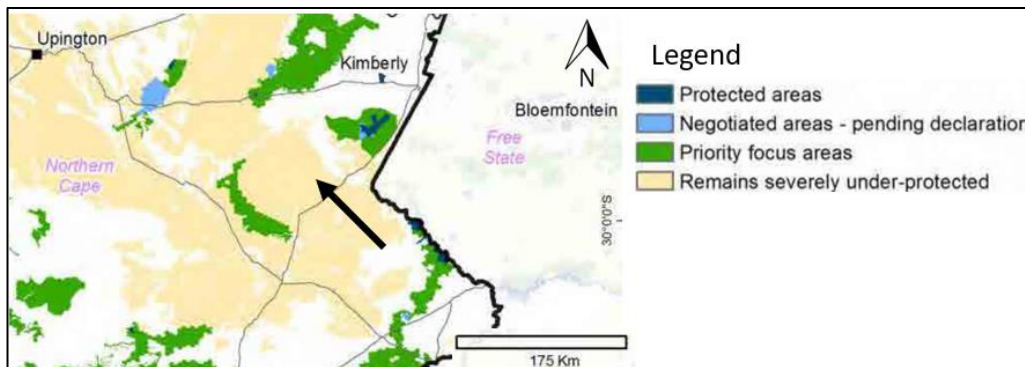 Upington
Kimberly
N
Bloemfontein
Free
State
Northern
Cape
30°0'0"S
175 Km
Legend
Protected areas
Negotiated areas - pending declaration
Priority focus areas
Remains severely under-protected